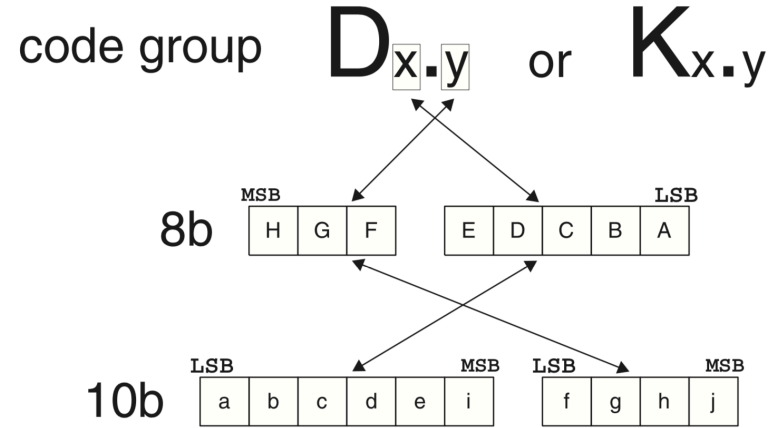 code group Dx.y or Kx.y
MSB LSB
8b H G F E D C B A
LSB MSB LSB MSB
10b a b c d e i f g h j